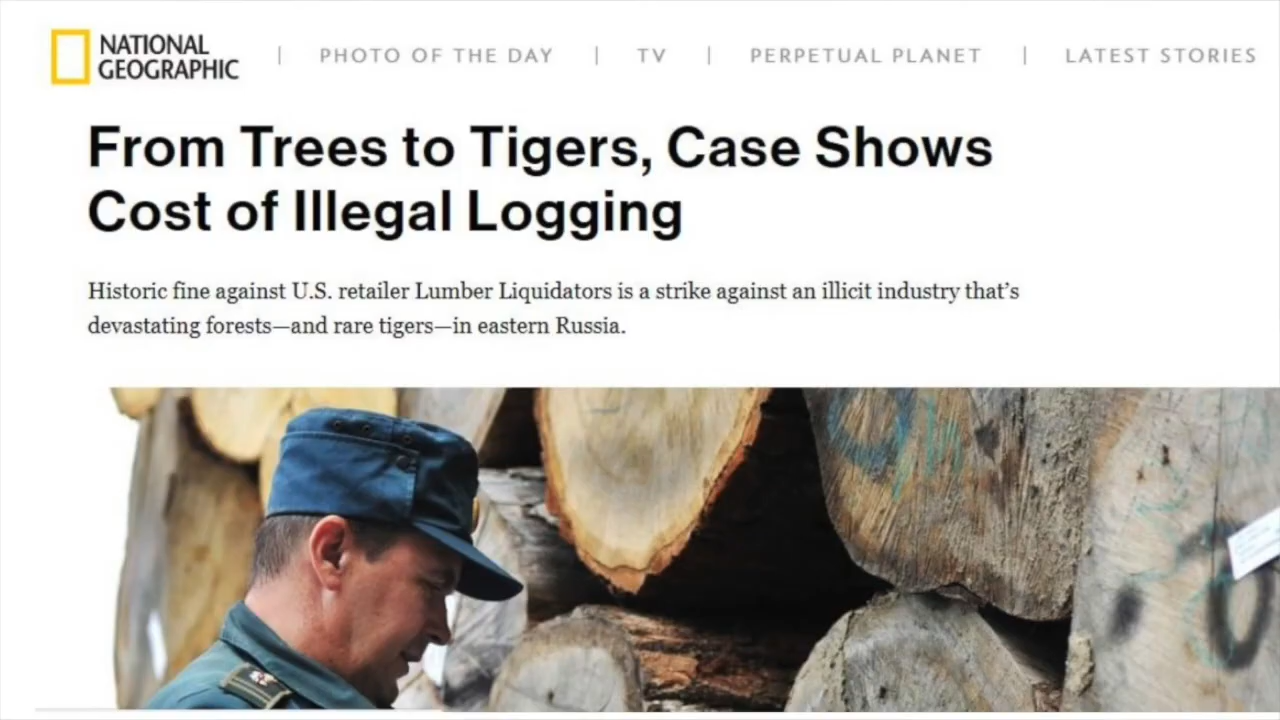 NATIONAL
GEOGRAPHIC
PHOTO OF THE DAY | TV | PERPETUAL PLANET | LATEST STORIES
From Trees to Tigers, Case Shows
Cost of Illegal Logging
Historic fine against U.S. retailer Lumber Liquidators is a strike against an illicit industry that's
devastating forests—and rare tigers—in eastern Russia.